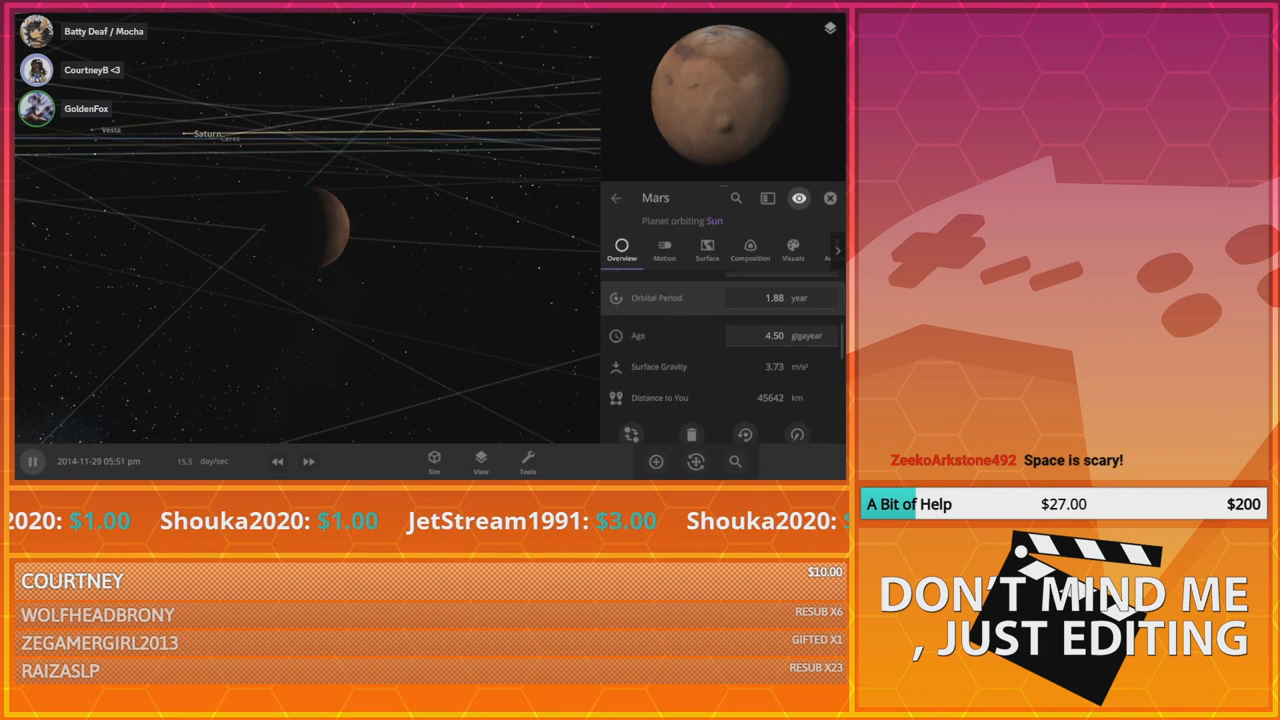 Batty Deaf / Mocha
CourtneyB <3
GoldenFox
Vesta
Saturn
Ceres
Mars
Planet orbiting Sun
Overview Motion Surface Composition Visuals
Orbital Period 1.88 year
Age 4.50 gigayear
Surface Gravity 3.73 m/s²
Distance to You 45642 km
2014-11-29 05:51 pm 15.5 day/sec
Sim View Tools
ZeekoArkstone492 Space is scary!
A Bit of Help $27.00 $200
2020: $1.00 Shouka2020: $1.00 JetStream1991: $3.00 Shouka2020:
COURTNEY $10.00
WOLFHEADBRONY RESUB X6
ZEGAMERGIRL2013 GIFTED X1
RAIZASLP RESUB X23
DON'T MIND ME
, JUST EDITING